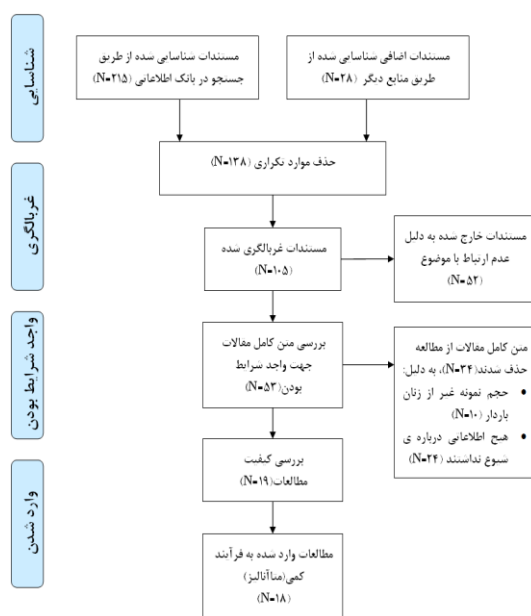 شناسایی
مستندات اضافی شناسایی شده از
طریق منابع دیگر (N=۲۸)
مستندات شناسایی شده از طریق
جستجو در بانک اطلاعاتی (N=۲۱۵)
حذف موارد تکراری (N=۱۳۸)
غربالگری
مستندات غربالگری شده
(N=۱۰۵)
مستندات خارج شده به دلیل
عدم ارتباط با موضوع
(N=۵۲)
واجد شرایط بودن
بررسی متن کامل مقالات
جهت واجد شرایط
بودن(N=۵۳)
متن کامل مقالات از مطالعه
حذف شدند(N=۳۴)، به دلیل:
• حجم نمونه غیر از زنان
باردار (N=۱۰)
• هیچ اطلاعاتی درباره ی
شیوع نداشتند (N=۲۴)
وارد شدن
بررسی کیفیت
مطالعات(N=۱۹)
مطالعات وارد شده به فرآیند
کمی(متاآنالیز)
(N=۱۸)